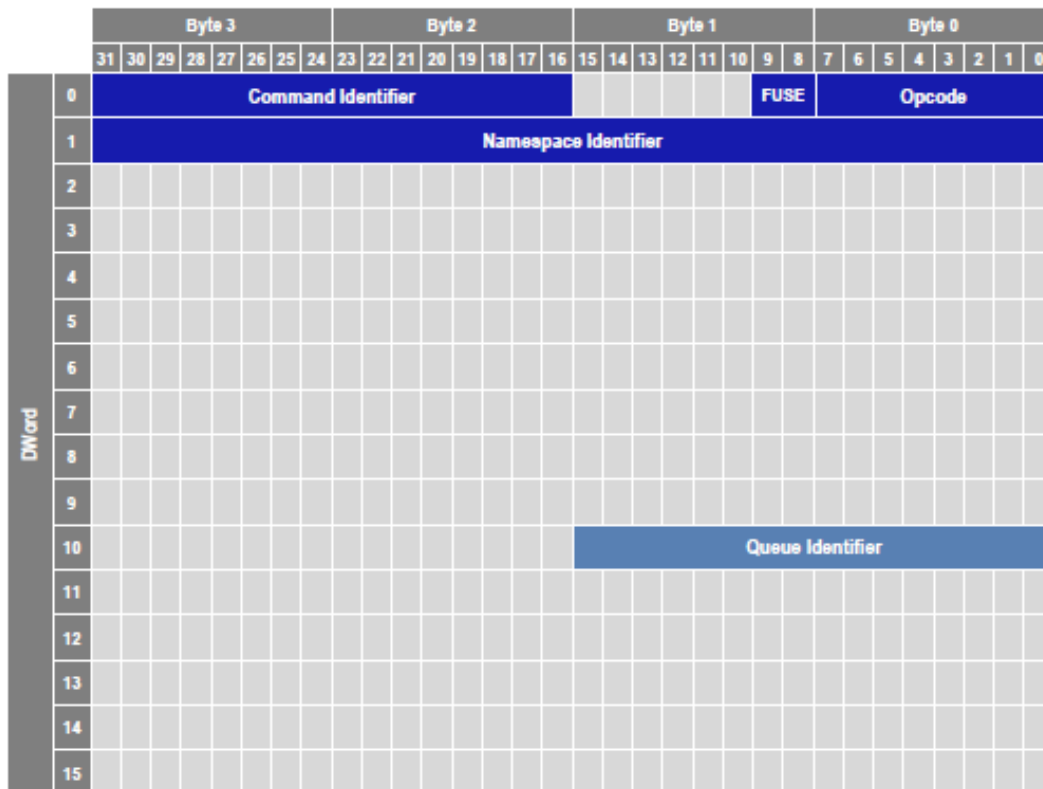 Byte 3 Byte 2 Byte 1 Byte 0
31 30 29 28 27 26 25 24 23 22 21 20 19 18 17 16 15 14 13 12 11 10 9 8 7 6 5 4 3 2 1 0
DWord
0 Command Identifier FUSE Opcode
1 Namespace Identifier
2
3
4
5
6
7
8
9
10 Queue Identifier
11
12
13
14
15